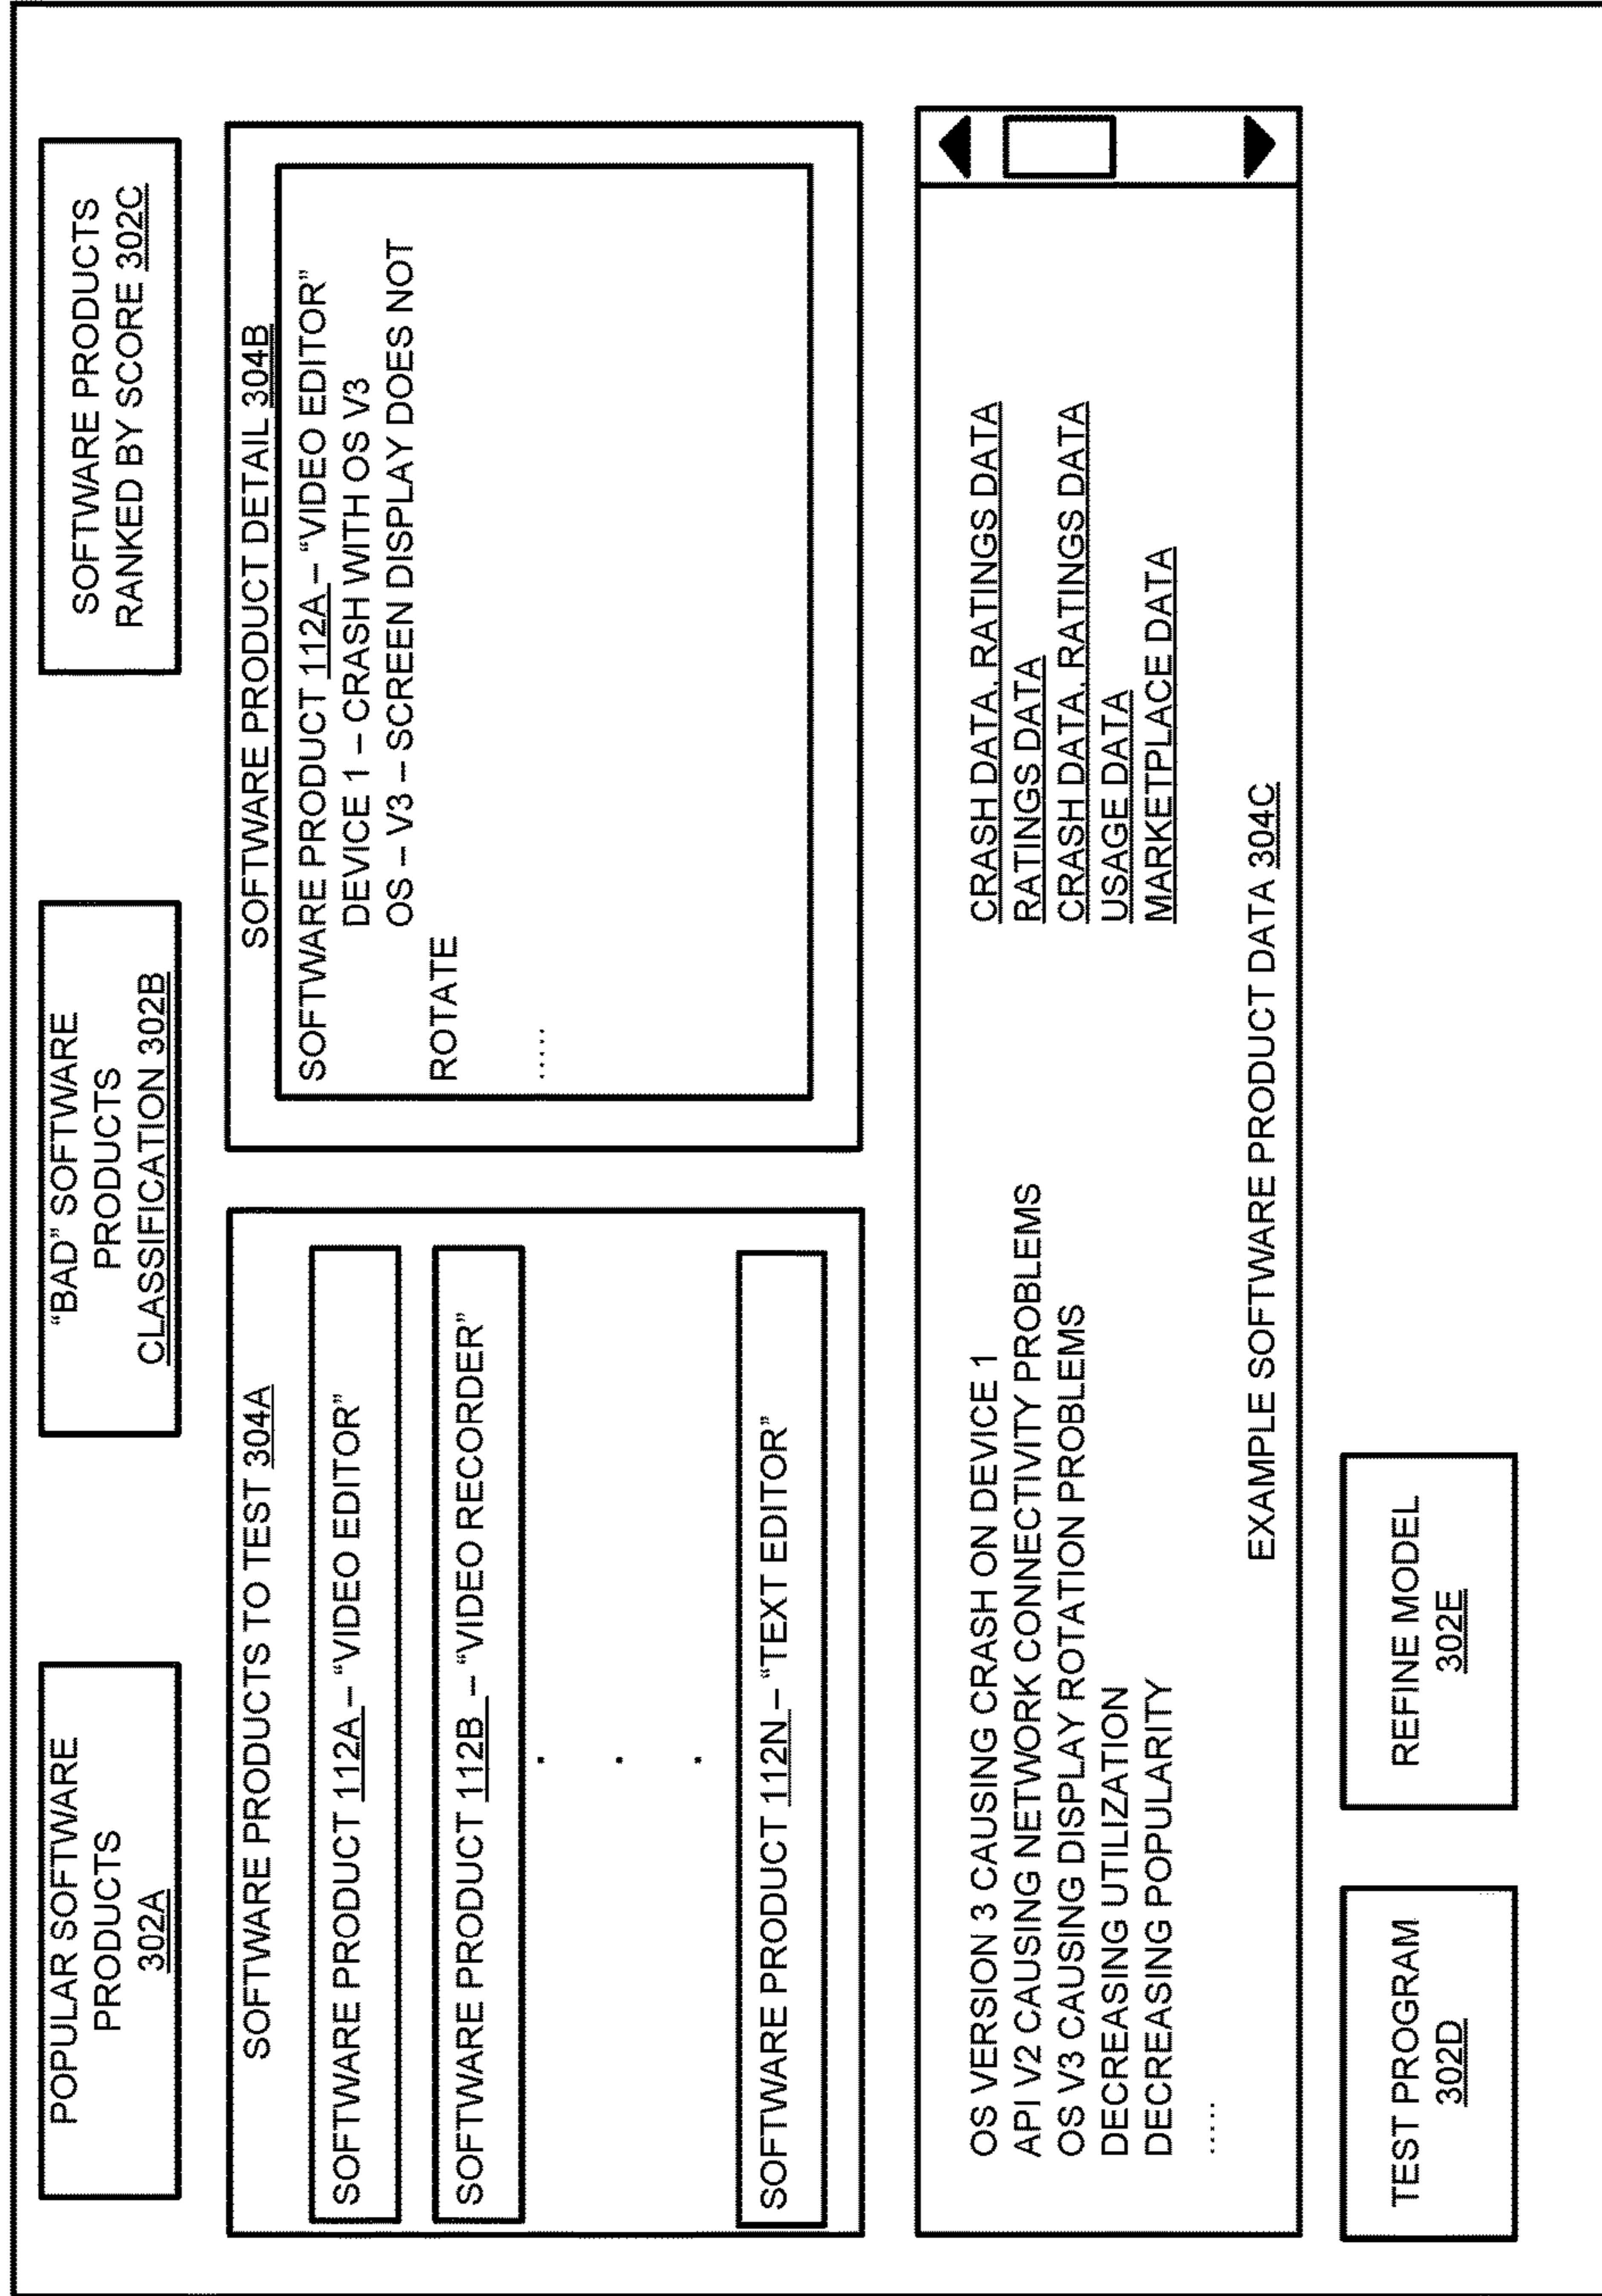 POPULAR SOFTWARE
PRODUCTS
302A
“BAD” SOFTWARE
PRODUCTS
CLASSIFICATION 302B
SOFTWARE PRODUCTS
RANKED BY SCORE 302C
SOFTWARE PRODUCTS TO TEST 304A
SOFTWARE PRODUCT 112A – “VIDEO EDITOR”
SOFTWARE PRODUCT 112B – “VIDEO RECORDER”
.
.
.
SOFTWARE PRODUCT 112N – “TEXT EDITOR”
SOFTWARE PRODUCT DETAIL 304B
SOFTWARE PRODUCT 112A – “VIDEO EDITOR”
DEVICE 1 – CRASH WITH OS V3
OS – V3 – SCREEN DISPLAY DOES NOT
ROTATE
.....
OS VERSION 3 CAUSING CRASH ON DEVICE 1 CRASH DATA, RATINGS DATA
API V2 CAUSING NETWORK CONNECTIVITY PROBLEMS RATINGS DATA
OS V3 CAUSING DISPLAY ROTATION PROBLEMS CRASH DATA, RATINGS DATA
DECREASING UTILIZATION USAGE DATA
DECREASING POPULARITY MARKETPLACE DATA
.....
EXAMPLE SOFTWARE PRODUCT DATA 304C
TEST PROGRAM
302D
REFINE MODEL
302E